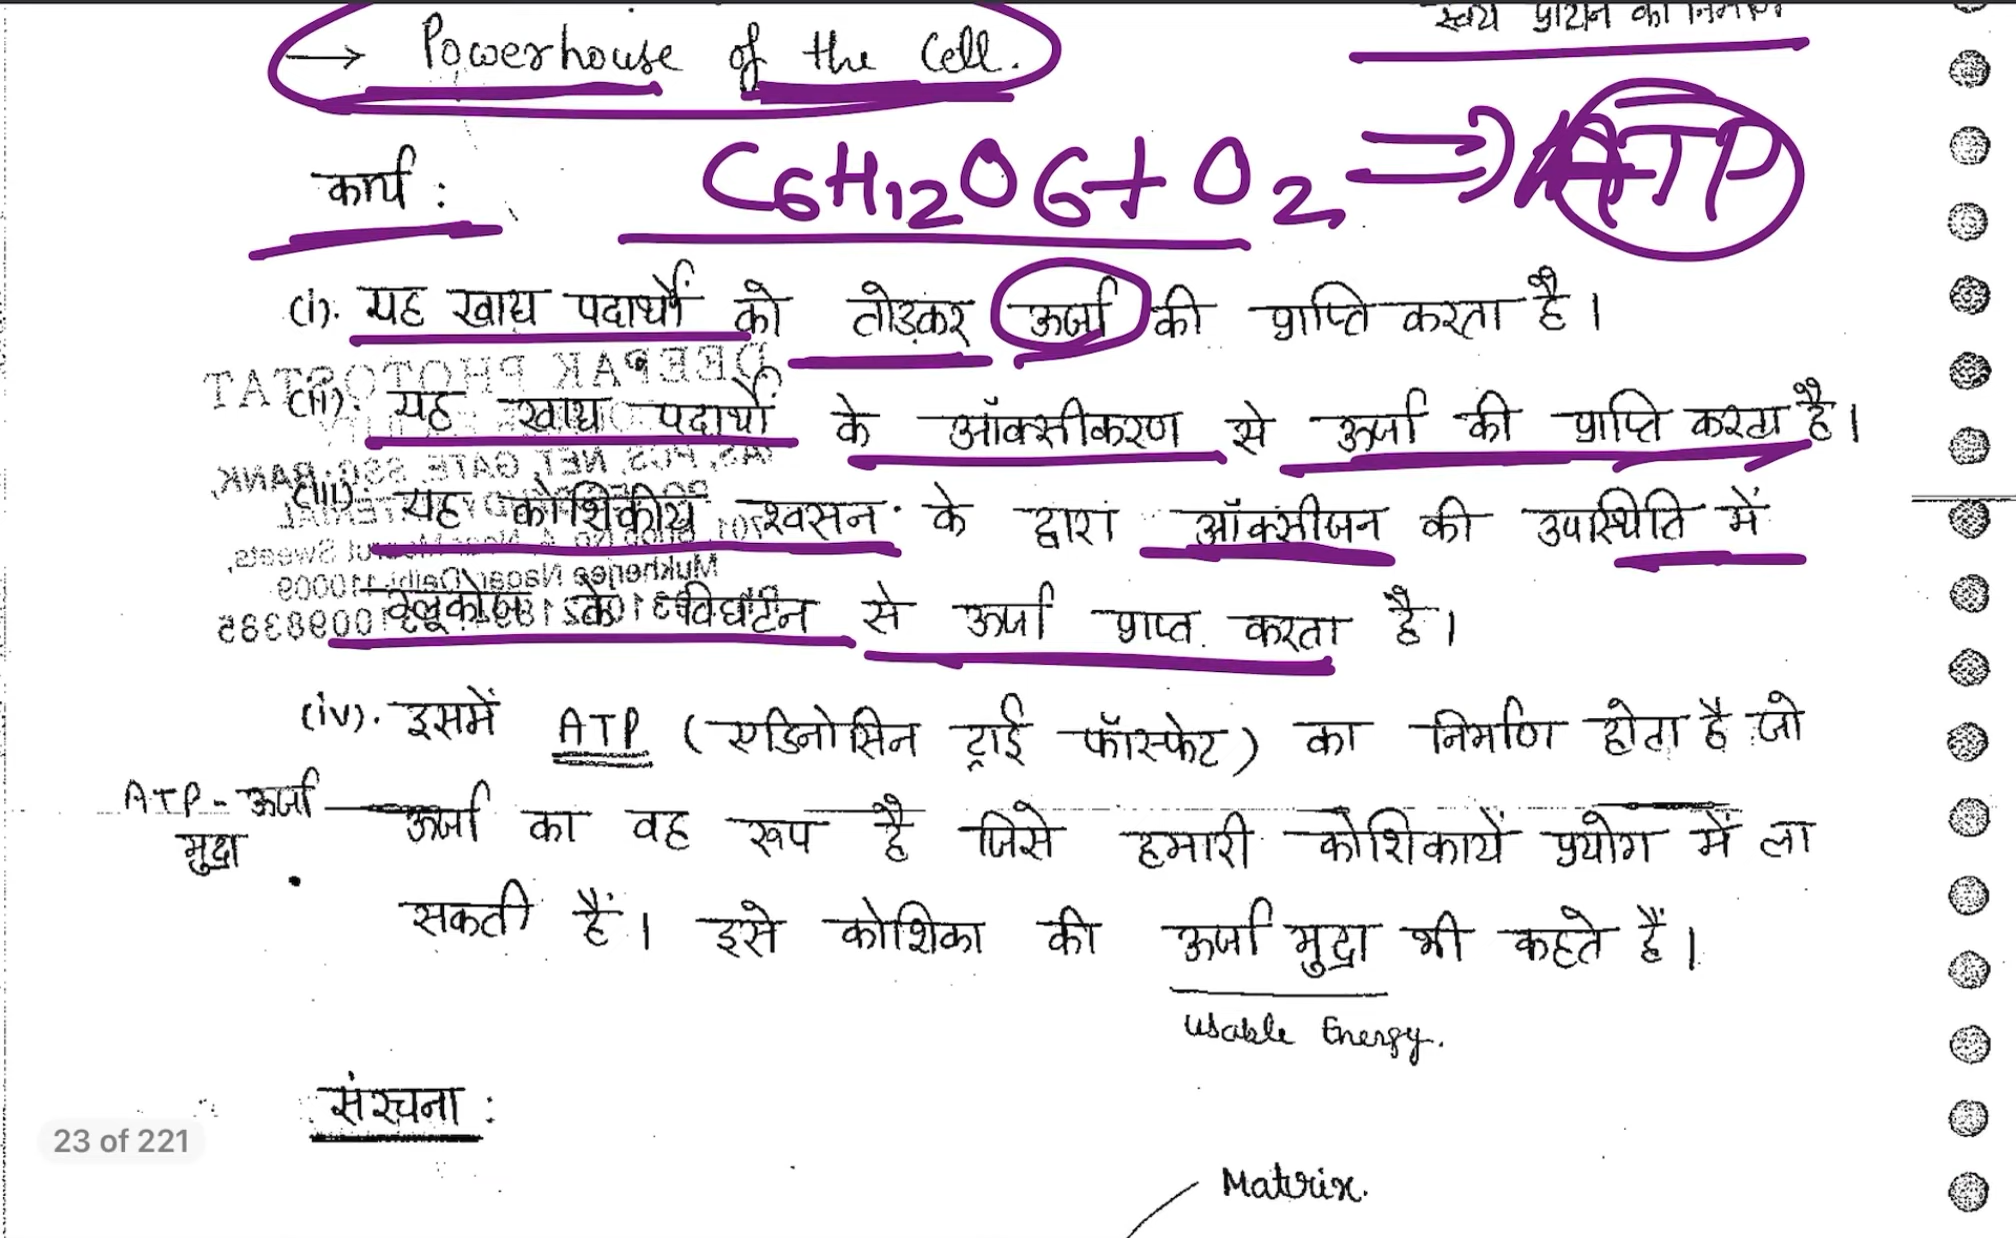 → Powerhouse of the Cell.
C6H12O6 + O2 ⇒ ATP
कार्य :
(i). यह खाद्य पदार्थों को तोड़कर ऊर्जा की प्राप्ति करता है।
(ii). यह खाद्य पदार्थों के ऑक्सीकरण से ऊर्जा की प्राप्ति करता है।
(iii). यह कोशिकीय श्वसन के द्वारा ऑक्सीजन की उपस्थिति में
ग्लूकोज के विघटन से ऊर्जा प्राप्त करता है।
(iv). इसमें ATP (एडिनोसिन ट्राई फॉस्फेट) का निर्माण होता है जो
ATP - ऊर्जा मुद्रा
ऊर्जा का वह रूप है जिसे हमारी कोशिकायें प्रयोग में ला
सकती हैं। इसे कोशिका की ऊर्जा मुद्रा भी कहते हैं।
Usable Energy.
संरचना :
23 of 221
Matrix.